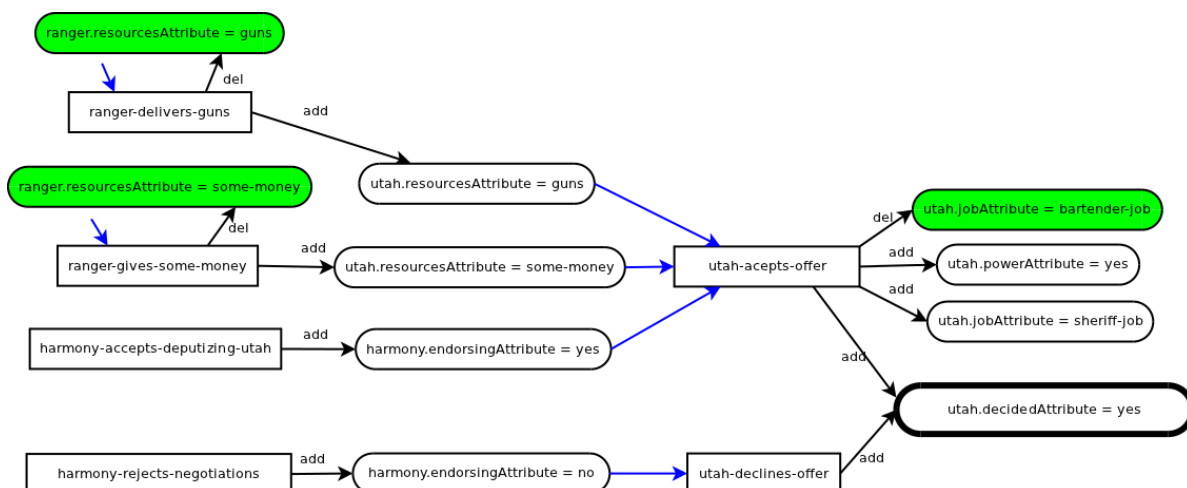 ranger.resourcesAttribute = guns
del
ranger-delivers-guns
add
ranger.resourcesAttribute = some-money
utah.resourcesAttribute = guns
del
ranger-gives-some-money
add
utah.resourcesAttribute = some-money
utah-acepts-offer
del
utah.jobAttribute = bartender-job
add
utah.powerAttribute = yes
add
utah.jobAttribute = sheriff-job
harmony-accepts-deputizing-utah
add
harmony.endorsingAttribute = yes
add
utah.decidedAttribute = yes
harmony-rejects-negotiations
add
harmony.endorsingAttribute = no
utah-declines-offer
add